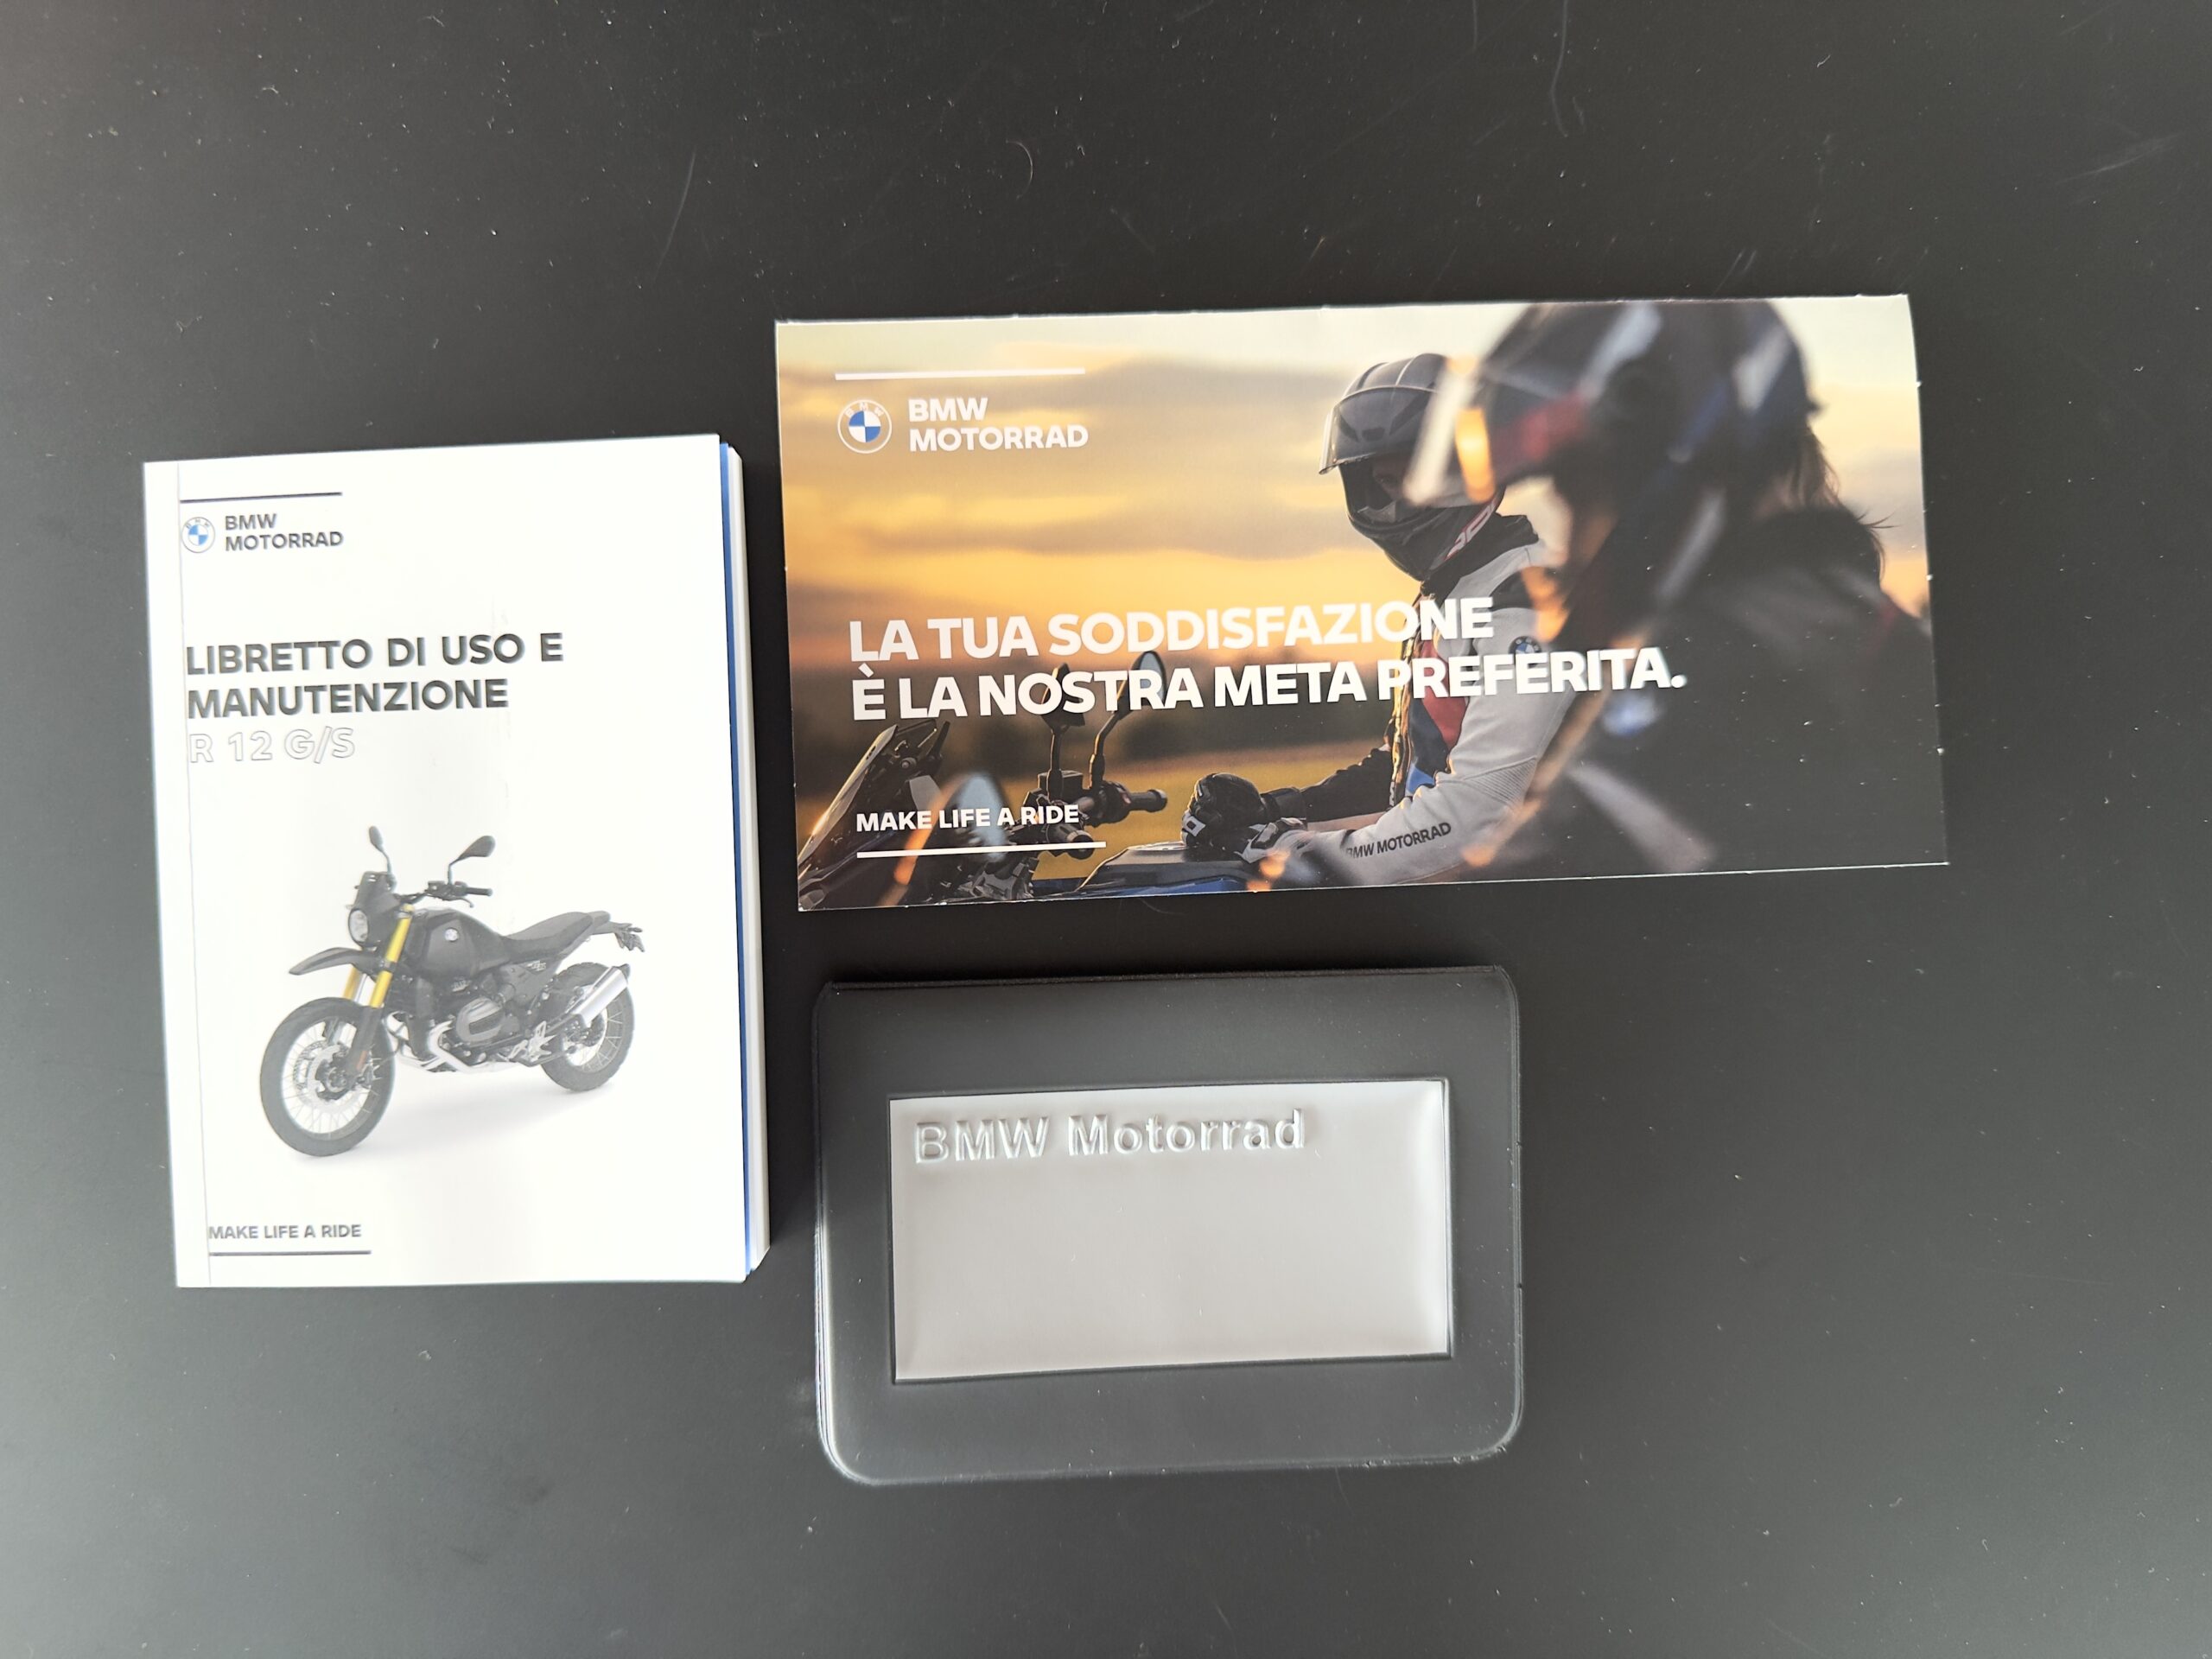 BMW
MOTORRAD
LIBRETTO DI USO E
MANUTENZIONE
R 12 G/S
MAKE LIFE A RIDE
BMW
MOTORRAD
LA TUA SODDISFAZIONE
È LA NOSTRA META PREFERITA.
MAKE LIFE A RIDE
BMW MOTORRAD
BMW Motorrad